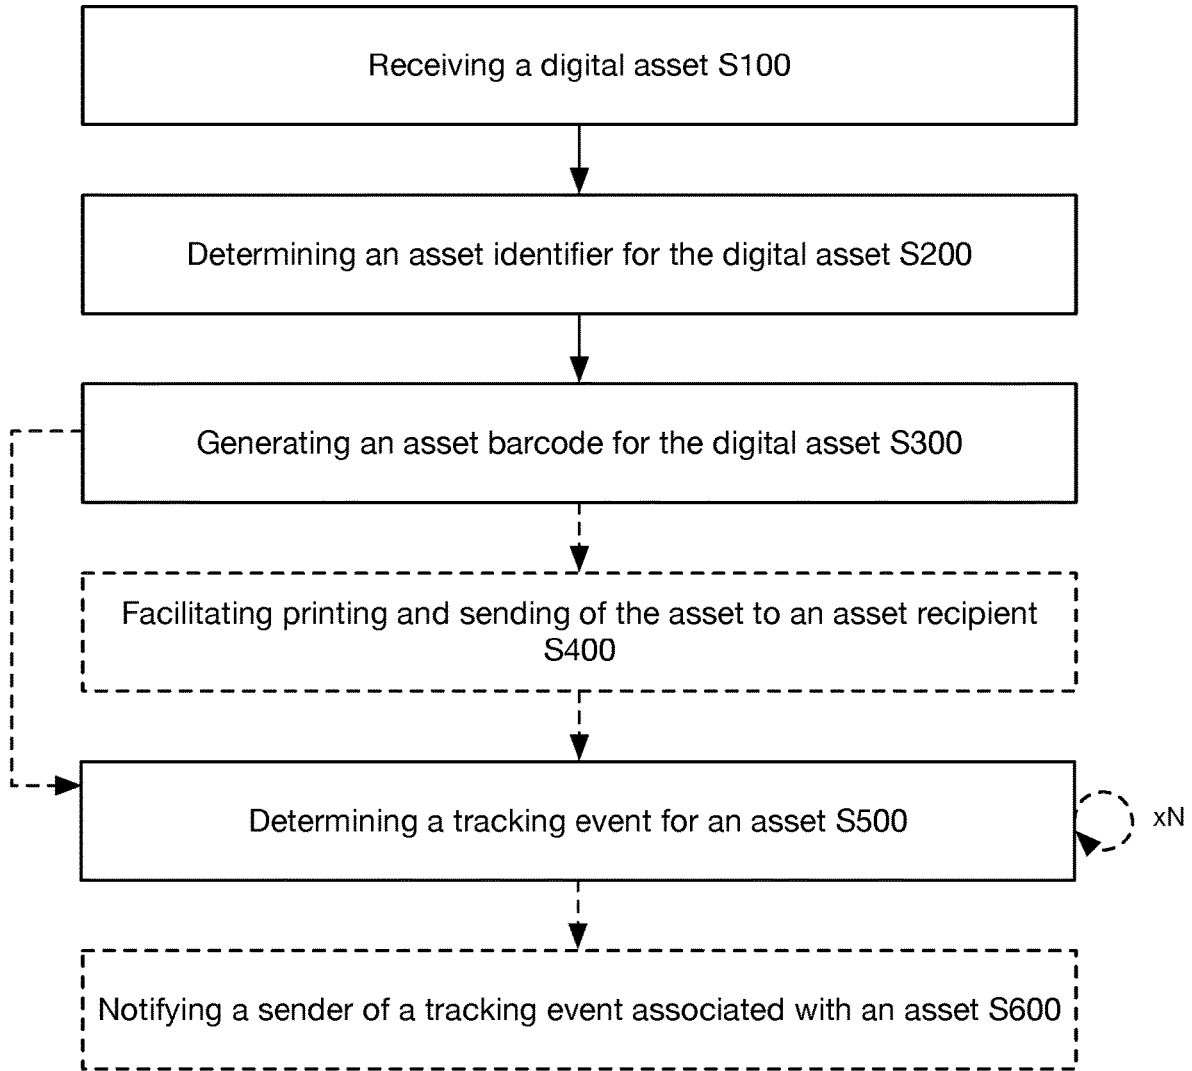 Receiving a digital asset S100
Determining an asset identifier for the digital asset S200
Generating an asset barcode for the digital asset S300
Facilitating printing and sending of the asset to an asset recipient
S400
Determining a tracking event for an asset S500
xN
Notifying a sender of a tracking event associated with an asset S600